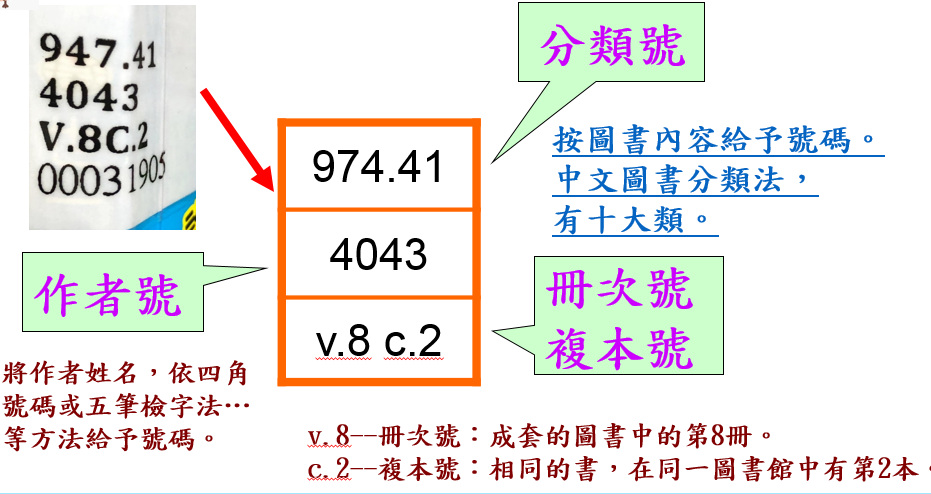 947.41
4043
V.8C.2
00031905
分類號
974.41
4043
v.8 c.2
按圖書內容給予號碼。
中文圖書分類法，
有十大類。
作者號
將作者姓名，依四角
號碼或五筆檢字法…
等方法給予號碼。
冊次號
複本號
v.8--冊次號：成套的圖書中的第8冊。
c.2--複本號：相同的書，在同一圖書館中有第2本。